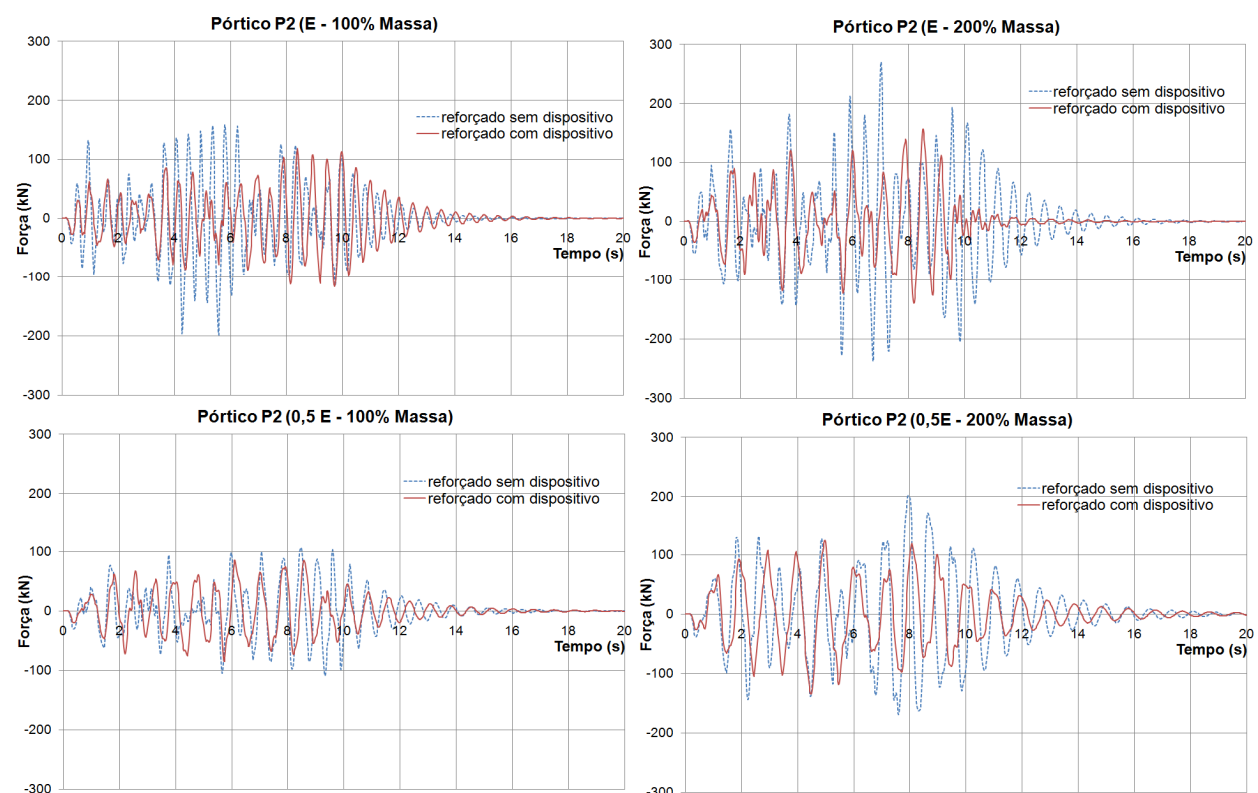 Pórtico P2 (E - 100% Massa)
300
200
100
0
-100
-200
-300
Força (kN)
0 2 4 6 8 10 12 14 16 18 20
Tempo (s)
reforçado sem dispositivo
reforçado com dispositivo
Pórtico P2 (E - 200% Massa)
300
200
100
0
-100
-200
-300
Força (kN)
0 2 4 6 8 10 12 14 16 18 20
Tempo (s)
reforçado sem dispositivo
reforçado com dispositivo
Pórtico P2 (0,5 E - 100% Massa)
300
200
100
0
-100
-200
-300
Força (kN)
0 2 4 6 8 10 12 14 16 18 20
Tempo (s)
reforçado sem dispositivo
reforçado com dispositivo
Pórtico P2 (0,5E - 200% Massa)
300
200
100
0
-100
-200
-300
Força (kN)
0 2 4 6 8 10 12 14 16 18 20
Tempo (s)
reforçado sem dispositivo
reforçado com dispositivo